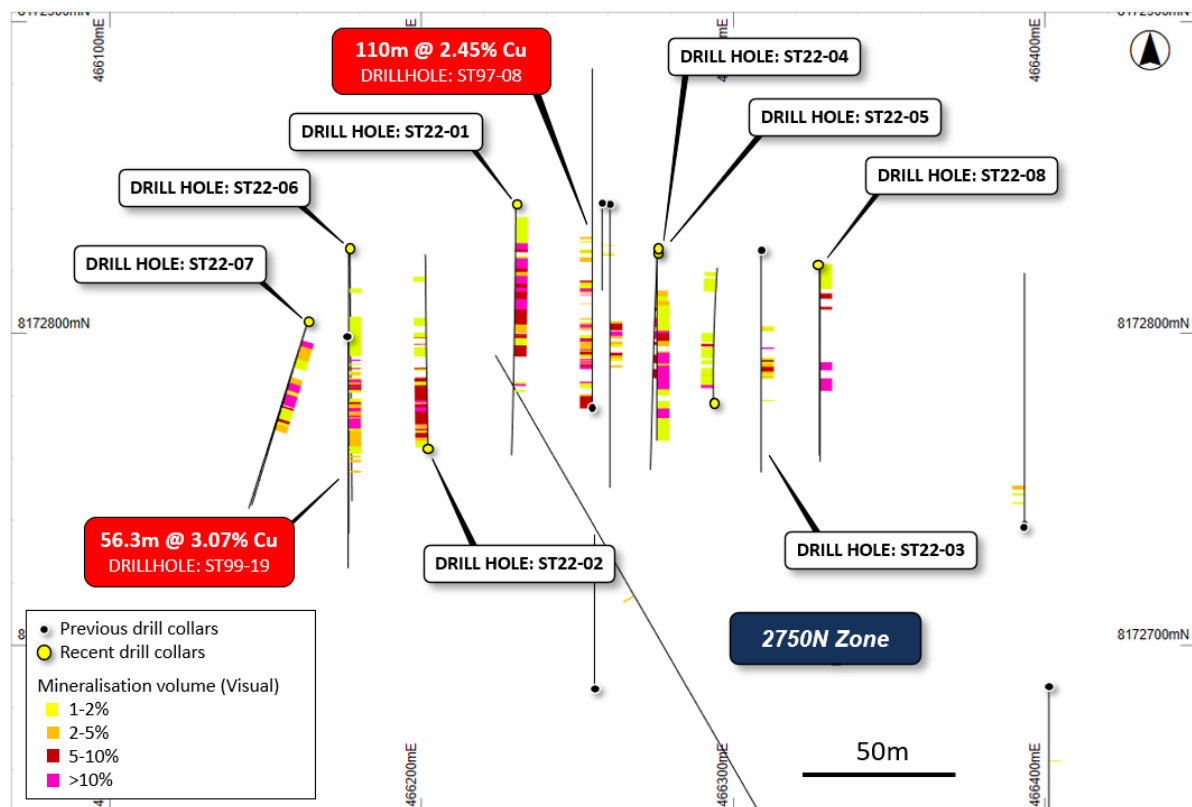 8172900mN
8172900mN
466100mE
466400mE
110m @ 2.45% Cu
DRILLHOLE: ST97-08
DRILL HOLE: ST22-04
DRILL HOLE: ST22-01
DRILL HOLE: ST22-05
DRILL HOLE: ST22-06
DRILL HOLE: ST22-08
DRILL HOLE: ST22-07
8172800mN
8172800mN
56.3m @ 3.07% Cu
DRILLHOLE: ST99-19
DRILL HOLE: ST22-02
DRILL HOLE: ST22-03
2750N Zone
8172700mN
Previous drill collars
Recent drill collars
Mineralisation volume (Visual)
1-2%
2-5%
5-10%
>10%
466200mE
466300mE
466400mE
50m